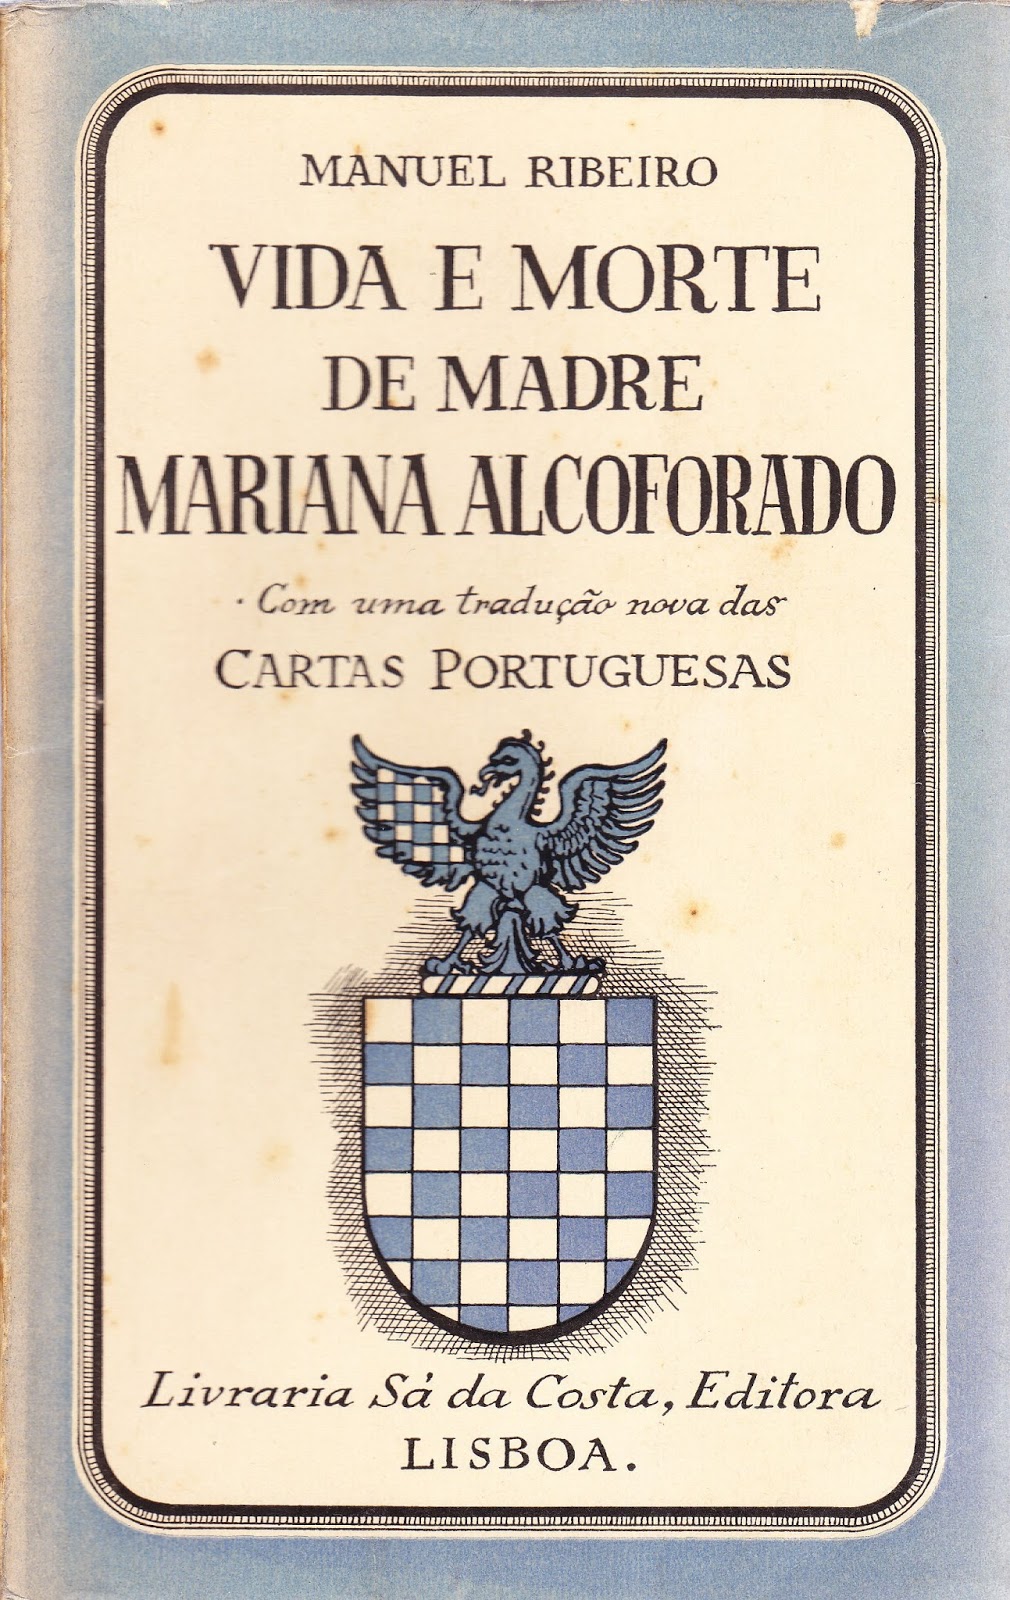 MANUEL RIBEIRO
VIDA E MORTE
DE MADRE
MARIANA ALCOFORADO
· Com uma tradução nova das
CARTAS PORTUGUESAS
Livraria Sá da Costa, Editora
LISBOA.